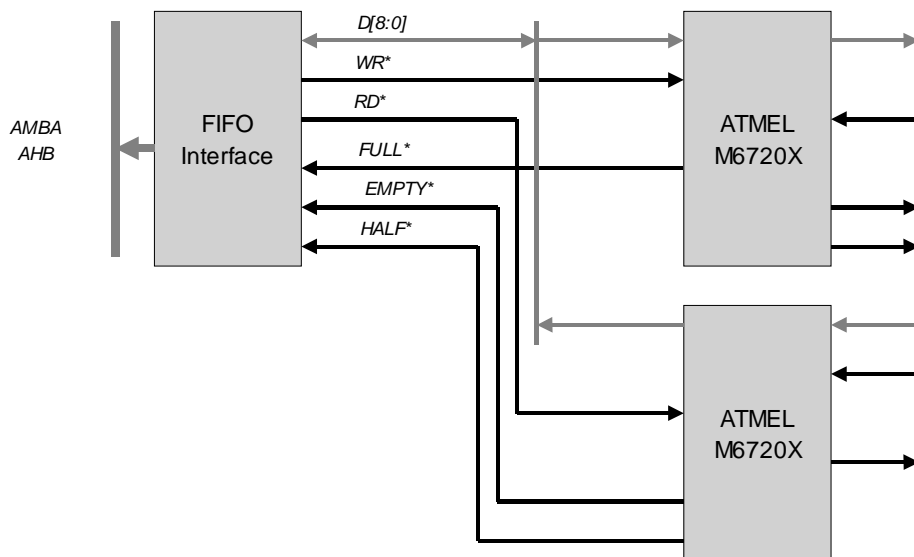 D[8:0]
WR*
RD*
FULL*
EMPTY*
HALF*
AMBA
AHB
FIFO
Interface
ATMEL
M6720X
ATMEL
M6720X